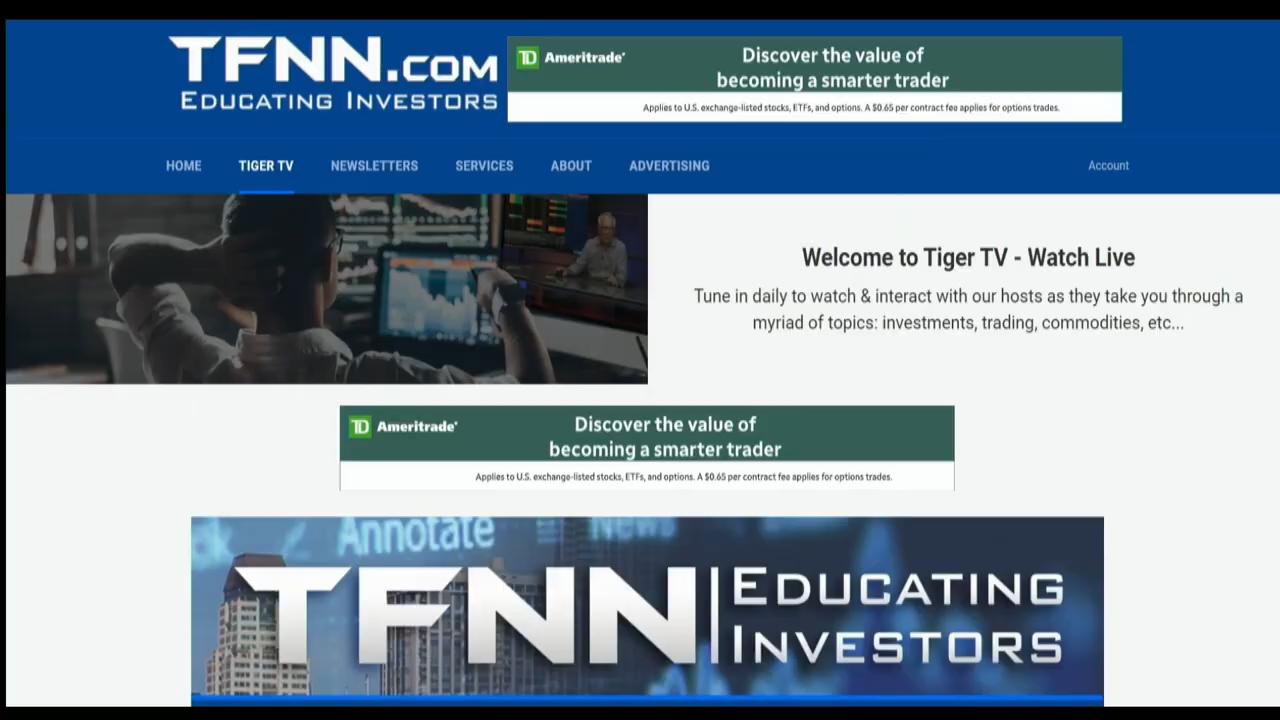 TFNN.COM
EDUCATING INVESTORS
TD Ameritrade
Discover the value of
becoming a smarter trader
Applies to U.S. exchange-listed stocks, ETFs, and options. A $0.65 per contract fee applies for options trades.
HOME TIGER TV NEWSLETTERS SERVICES ABOUT ADVERTISING Account
Welcome to Tiger TV - Watch Live
Tune in daily to watch & interact with our hosts as they take you through a
myriad of topics: investments, trading, commodities, etc...
TD Ameritrade
Discover the value of
becoming a smarter trader
Applies to U.S. exchange-listed stocks, ETFs, and options. A $0.65 per contract fee applies for options trades.
Annotate News
TFNN EDUCATING
INVESTORS